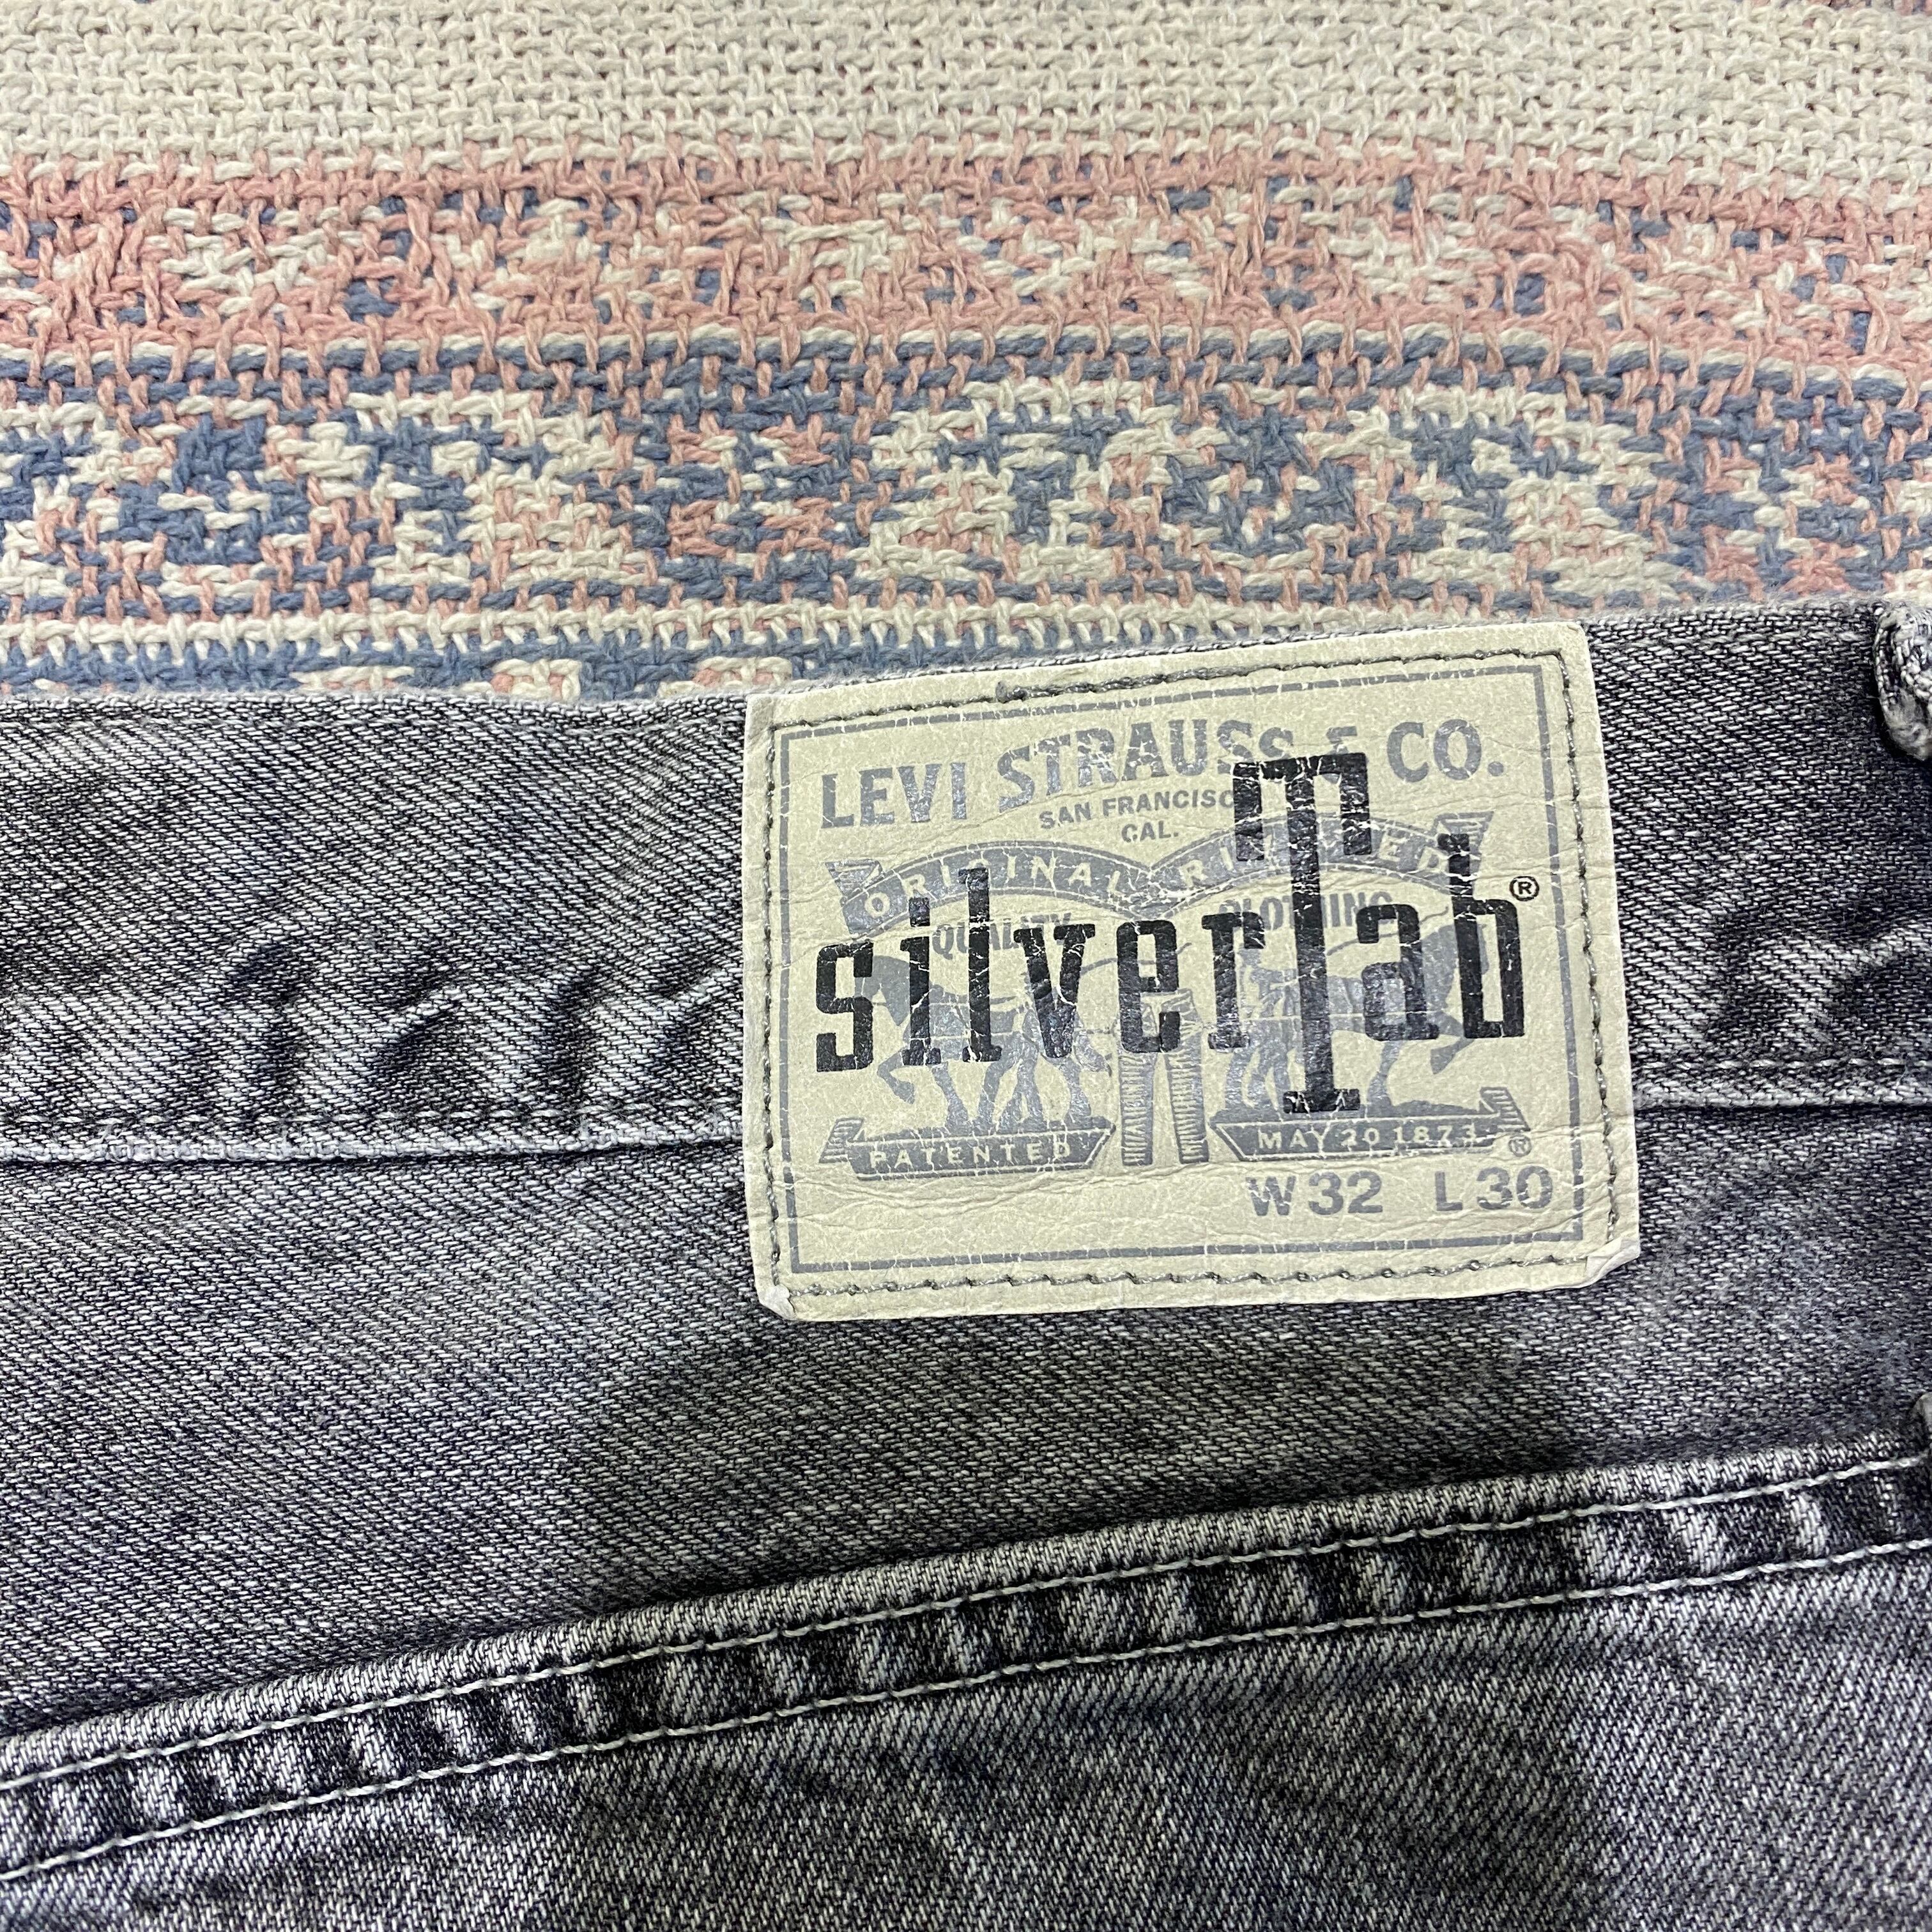 LEVI STRAUSS & CO.
SAN FRANCISCO
CAL.
ORIGINAL RIVETED
QUALITY CLOTHING
silverTab®
PATENTED MAY 20 1873 ®
W32 L30